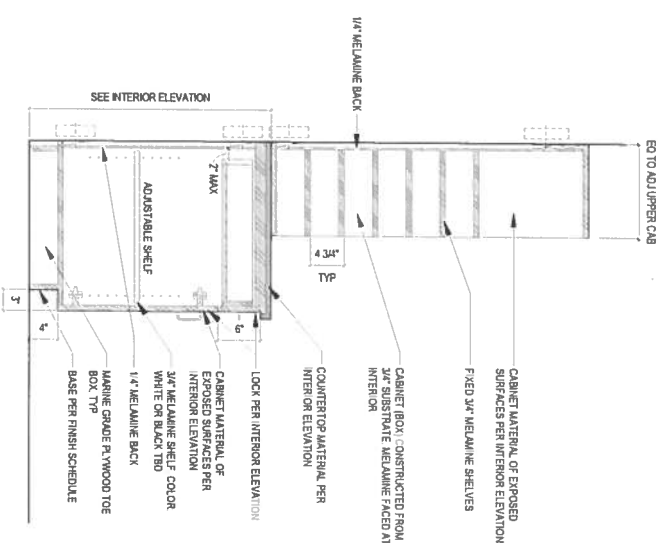 EQ TO ADJ UPPER CAB
1/4" MELAMINE BACK
SEE INTERIOR ELEVATION
CABINET MATERIAL OF EXPOSED
SURFACES PER INTERIOR ELEVATION
FIXED 3/4" MELAMINE SHELVES
CABINET (BOX) CONSTRUCTED FROM
3/4" SUBSTRATE MELAMINE FACED AT
INTERIOR
4 3/4"
TYP
COUNTERTOP MATERIAL PER
INTERIOR ELEVATION
LOCK PER INTERIOR ELEVATION
CABINET MATERIAL OF
EXPOSED SURFACES PER
INTERIOR ELEVATION
3/4" MELAMINE SHELF COLOR
WHITE OR BLACK TBD
1/4" MELAMINE BACK
MARINE GRADE PLYWOOD TOE
BOX, TYP
BASE PER FINISH SCHEDULE
2" MAX
ADJUSTABLE SHELF
6"
4"
3"